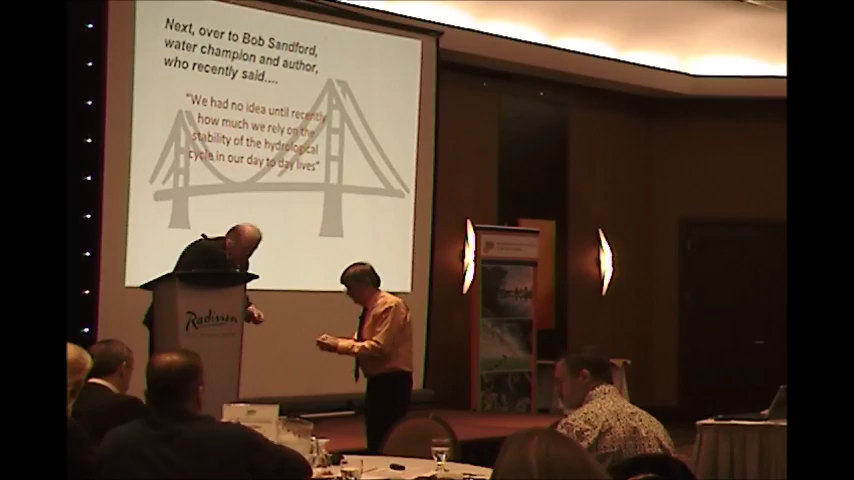 Next, over to Bob Sandford,
water champion and author,
who recently said....
"We had no idea until recently
how much we rely on the
stability of the hydrological
cycle in our day to day lives"
Radisson